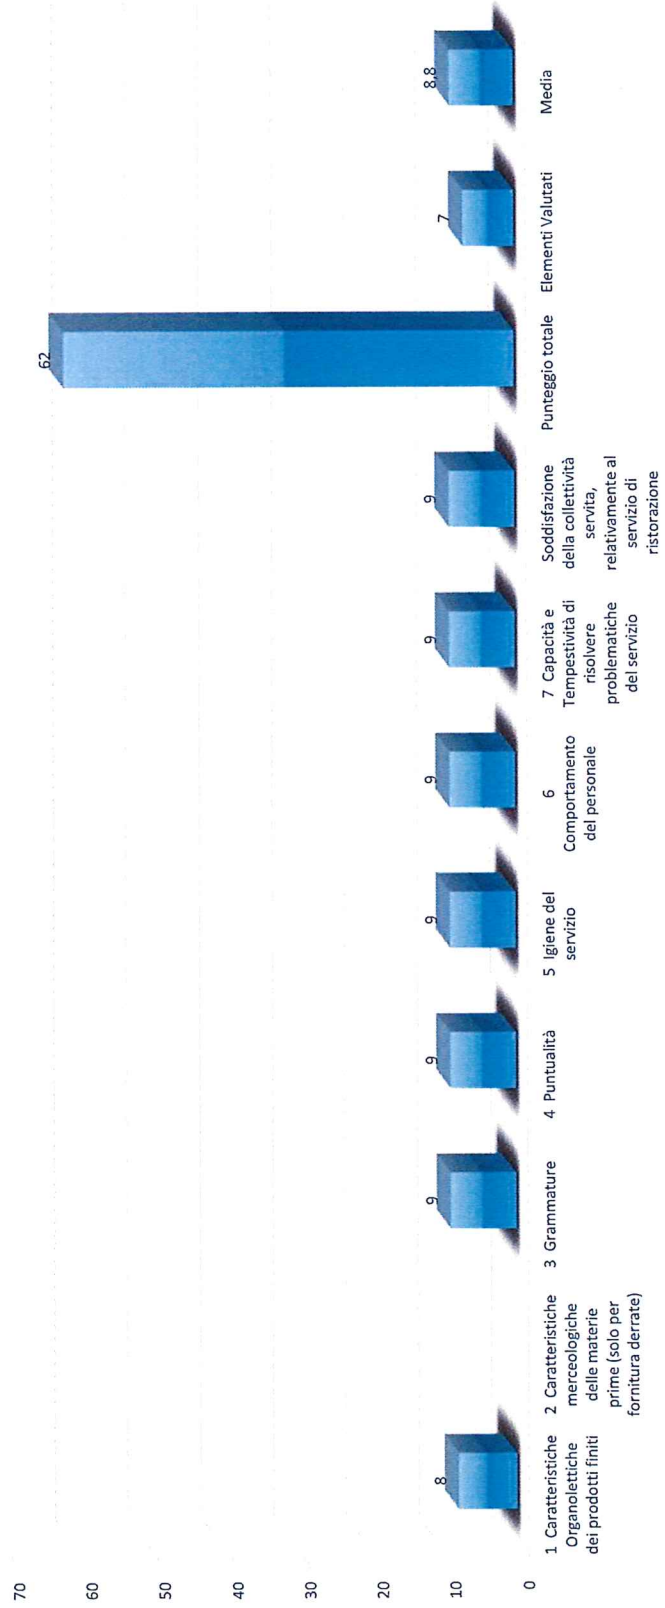 70
60
50
40
30
20
10
0
8
9
9
9
9
9
9
62
7
8,8
1 Caratteristiche
Organolettiche
dei prodotti finiti
2 Caratteristiche
merceologiche
delle materie
prime (solo per
fornitura derrate)
3 Grammature
4 Puntualità
5 Igiene del
servizio
6
Comportamento
del personale
7 Capacità e
Tempestività di
risolvere
problematiche
del servizio
Soddisfazione
della collettività
servita,
relativamente al
servizio di
ristorazione
Punteggio totale
Elementi Valutati
Media